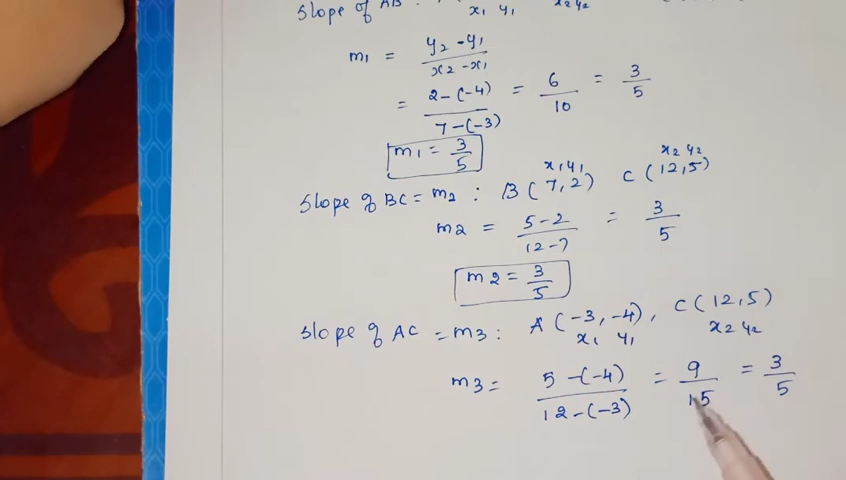 Slope of AB :
x₁ y₁ x₂ y₂
m₁ = y₂ - y₁ / x₂ - x₁
= 2-(-4) / 7-(-3) = 6/10 = 3/5
m₁ = 3/5
x₁ y₁ x₂ y₂
Slope of BC = m₂ : B(7,2) C(12,5)
m₂ = 5-2 / 12-7 = 3/5
m₂ = 3/5
Slope of AC = m₃ : A(-3,-4), C(12,5)
x₁ y₁ x₂ y₂
m₃ = 5-(-4) / 12-(-3) = 9/15 = 3/5